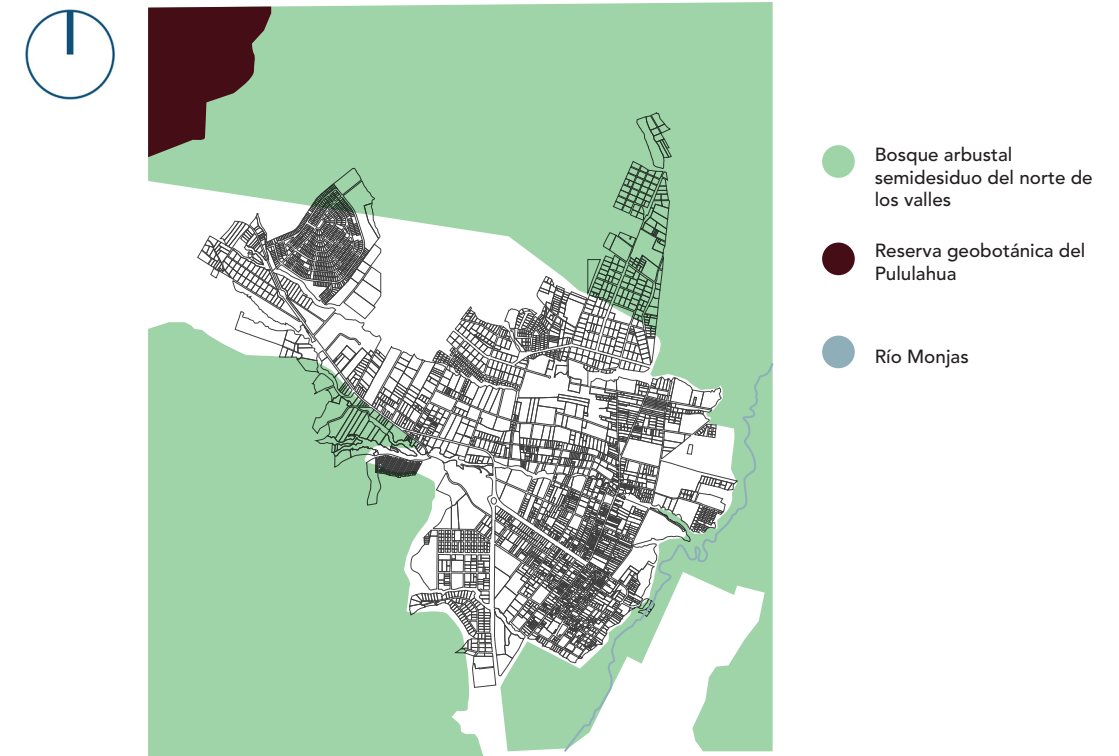 Bosque arbustal
semidesiduo del norte de
los valles
Reserva geobotánica del
Pululahua
Río Monjas